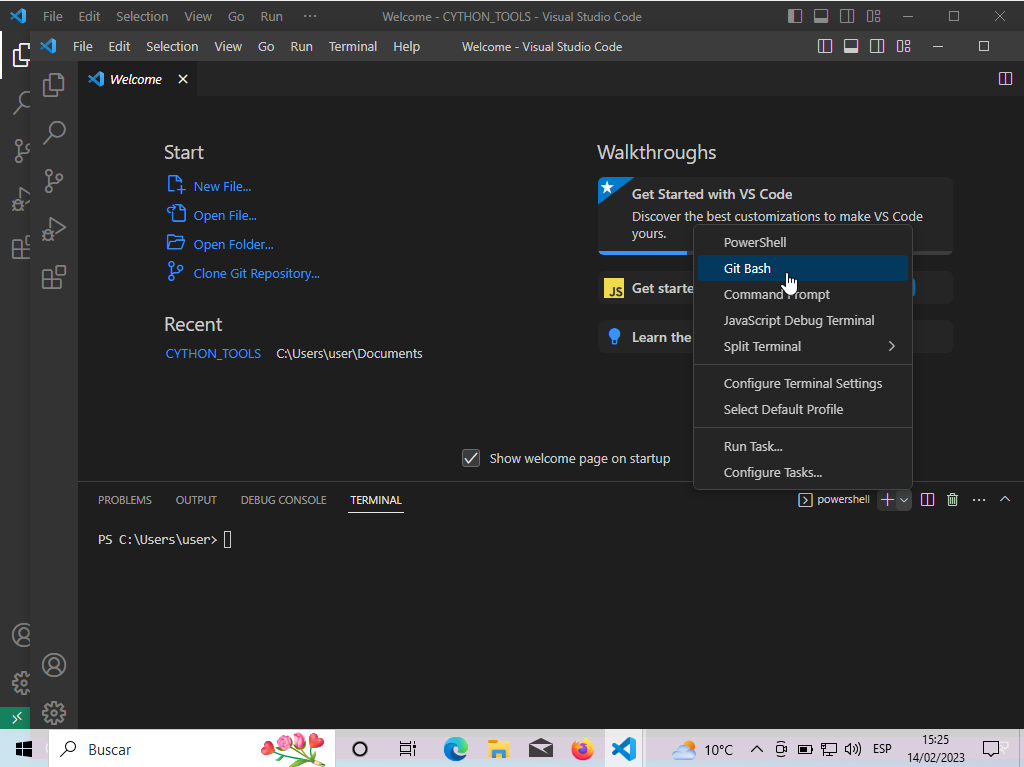 File Edit Selection View Go Run ··· Welcome - CYTHON_TOOLS - Visual Studio Code
File Edit Selection View Go Run Terminal Help Welcome - Visual Studio Code
Welcome
Start
New File...
Open File...
Open Folder...
Clone Git Repository...
Recent
CYTHON_TOOLS C:\Users\user\Documents
Walkthroughs
Get Started with VS Code
Discover the best customizations to make VS Code
yours.
JS Get starte
Learn the
PowerShell
Git Bash
Command Prompt
JavaScript Debug Terminal
Split Terminal
Configure Terminal Settings
Select Default Profile
Run Task...
Configure Tasks...
Show welcome page on startup
PROBLEMS OUTPUT DEBUG CONSOLE TERMINAL powershell
PS C:\Users\user>
Buscar 10°C ESP 15:25
14/02/2023